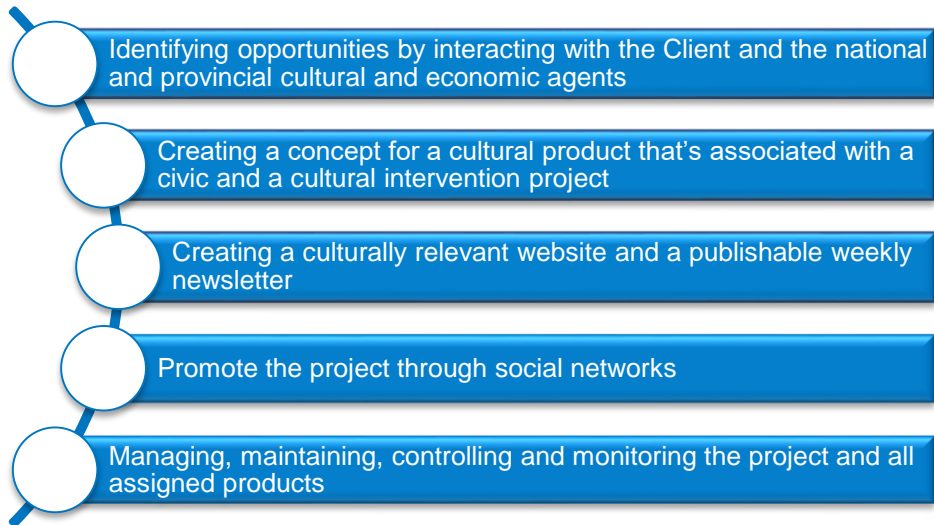 Identifying opportunities by interacting with the Client and the national
and provincial cultural and economic agents
Creating a concept for a cultural product that's associated with a
civic and a cultural intervention project
Creating a culturally relevant website and a publishable weekly
newsletter
Promote the project through social networks
Managing, maintaining, controlling and monitoring the project and all
assigned products